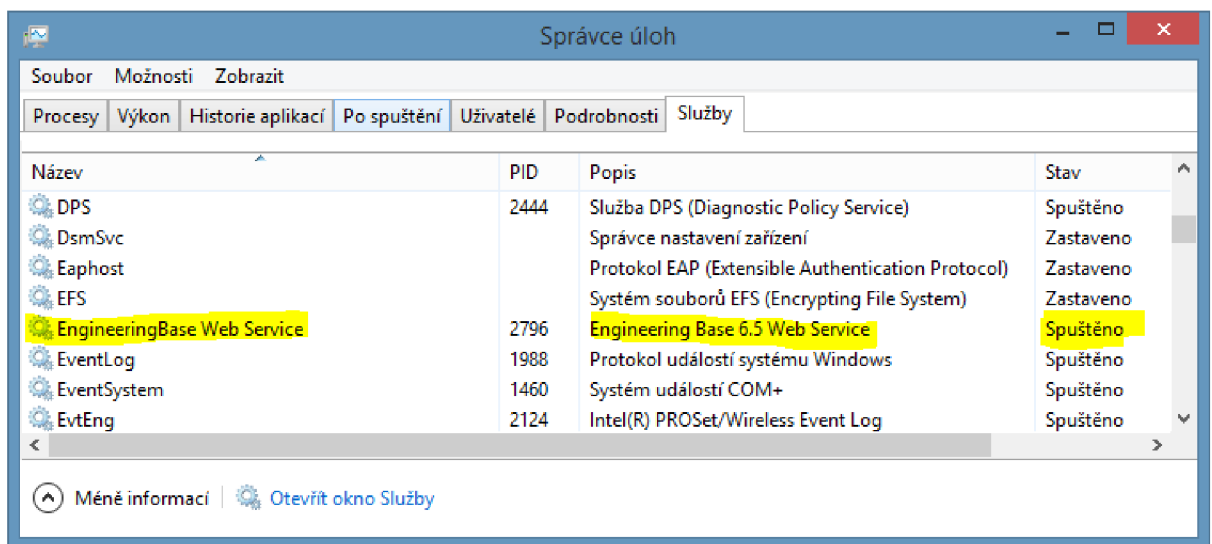 Správce úloh
Soubor Možnosti Zobrazit
Procesy Výkon Historie aplikací Po spuštění Uživatelé Podrobnosti Služby
Název PID Popis Stav
DPS 2444 Služba DPS (Diagnostic Policy Service) Spuštěno
DsmSvc Správce nastavení zařízení Zastaveno
Eaphost Protokol EAP (Extensible Authentication Protocol) Zastaveno
EFS Systém souborů EFS (Encrypting File System) Zastaveno
EngineeringBase Web Service 2796 Engineering Base 6.5 Web Service Spuštěno
EventLog 1988 Protokol událostí systému Windows Spuštěno
EventSystem 1460 Systém událostí COM+ Spuštěno
EvtEng 2124 Intel(R) PROSet/Wireless Event Log Spuštěno
Méně informací Otevřít okno Služby